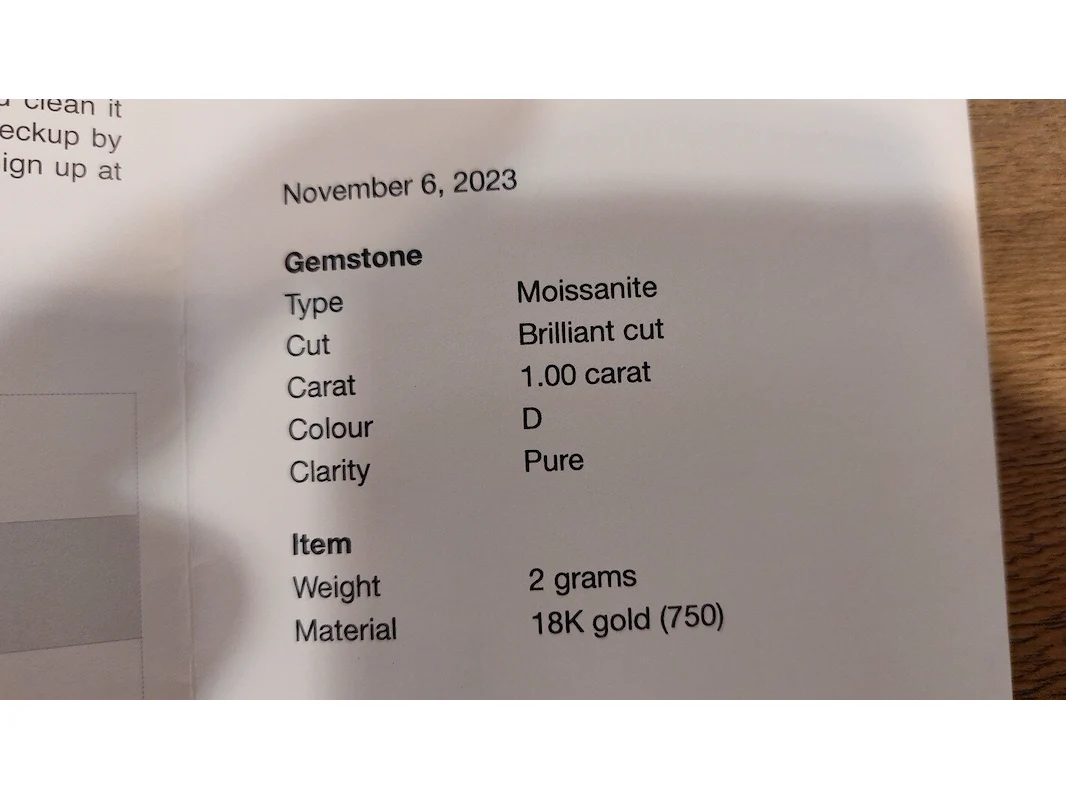 clean it
eckup by
ign up at
November 6, 2023
Gemstone
Type Moissanite
Cut Brilliant cut
Carat 1.00 carat
Colour D
Clarity Pure
Item
Weight 2 grams
Material 18K gold (750)